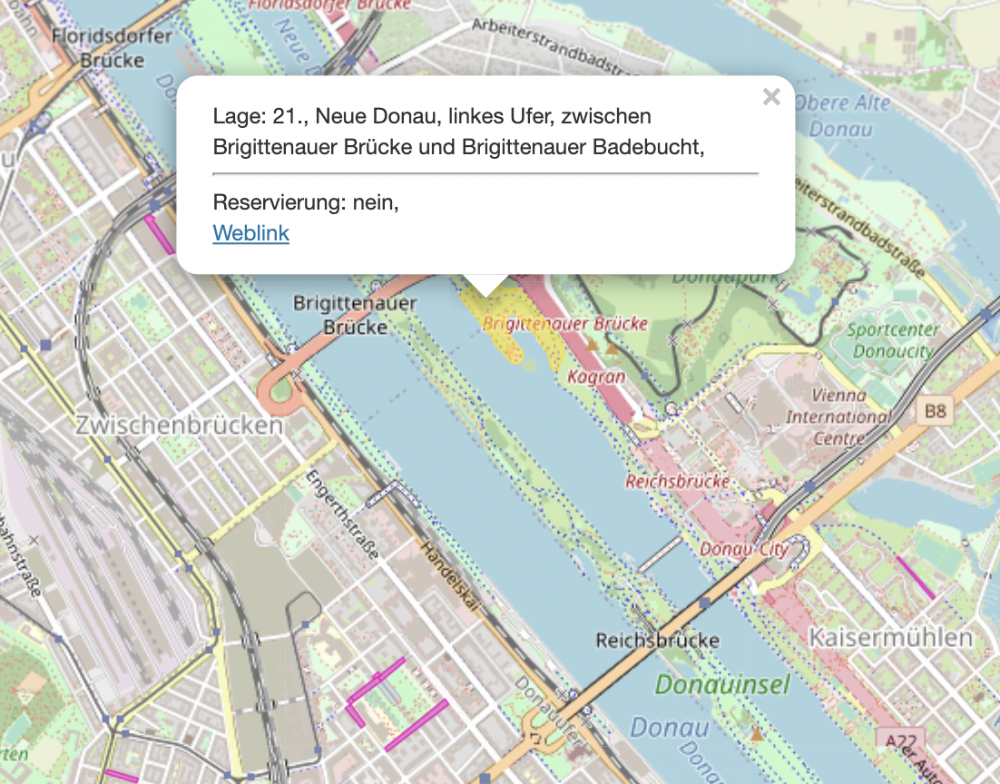 Floridsdorfer Brücke
Floridsdorfer
Brücke
Neue D
Arbeiterstrandbadstraße
Obere Alte
Donau
×
Lage: 21., Neue Donau, linkes Ufer, zwischen
Brigittenauer Brücke und Brigittenauer Badebucht,
Reservierung: nein,
Weblink
eiterstrandbadstraße
Donaupark
Brigittenauer
Brücke
Brigittenauer Brücke
Sportcenter
Donaucity
Kagran
Vienna
International
Centre
B8
Zwischenbrücken
Engerthstraße
Reichsbrücke
Handelskai
Donau City
Reichsbrücke
Kaisermühlen
Donauinsel
Donauufer
Donau
A22